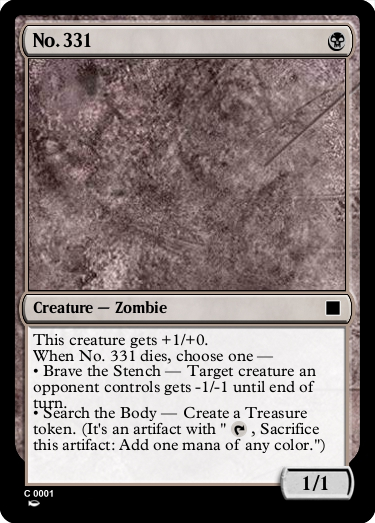 No. 331
Creature — Zombie
This creature gets +1/+0.
When No. 331 dies, choose one —
• Brave the Stench — Target creature an
opponent controls gets -1/-1 until end of
turn.
• Search the Body — Create a Treasure
token. (It's an artifact with " , Sacrifice
this artifact: Add one mana of any color.")
1/1
C 0001